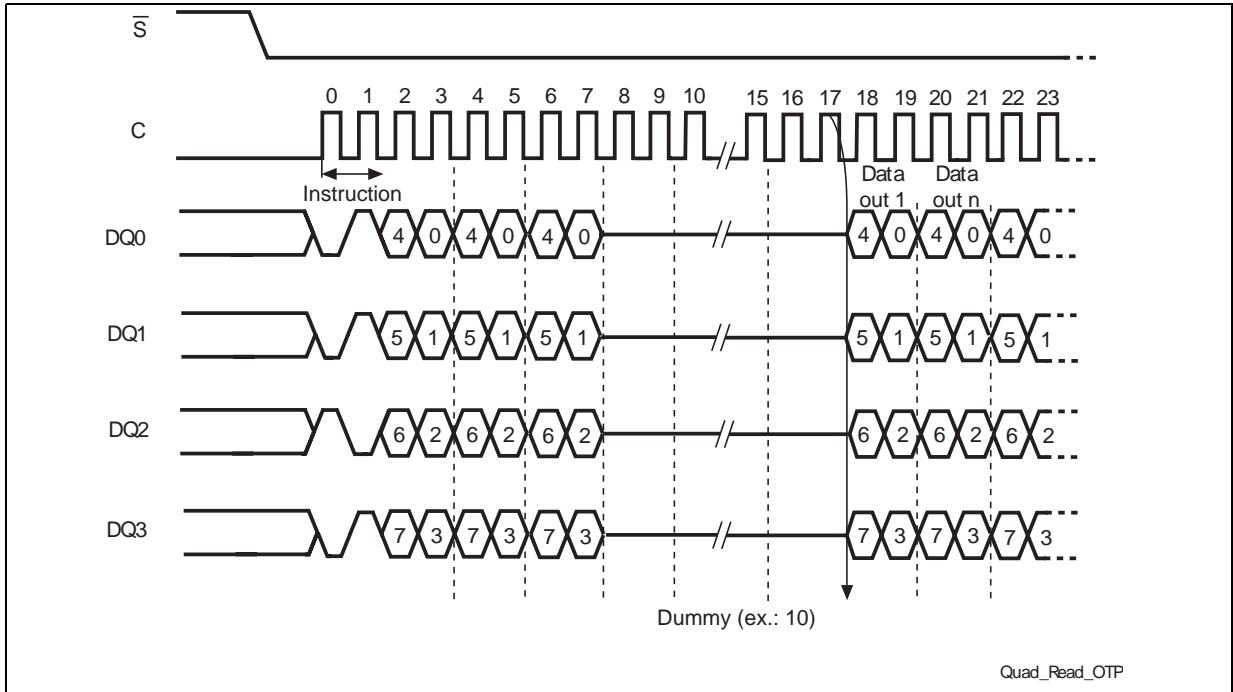 S
0 1 2 3 4 5 6 7 8 9 10 15 16 17 18 19 20 21 22 23
C
Instruction
Data out 1
Data out n
DQ0
4 0 4 0 4 0 4 0 4 0 4 0
DQ1
5 1 5 1 5 1 5 1 5 1 5 1
DQ2
6 2 6 2 6 2 6 2 6 2 6 2
DQ3
7 3 7 3 7 3 7 3 7 3 7 3
Dummy (ex.: 10)
Quad_Read_OTP